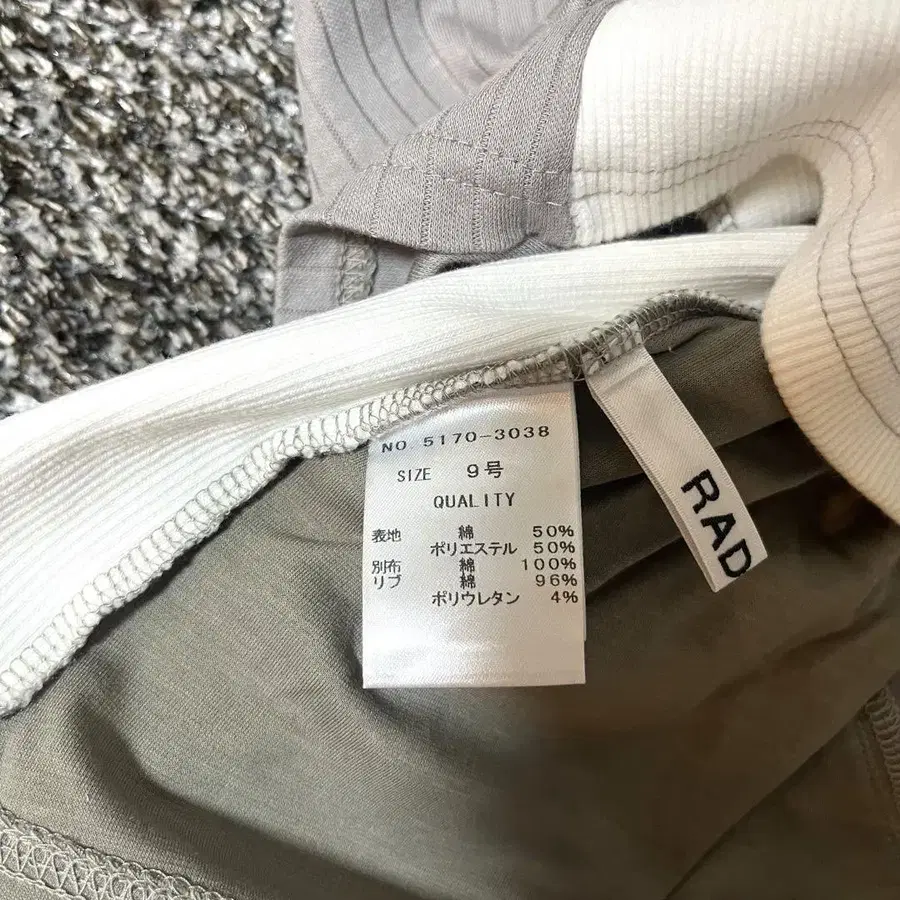 NO. 5170-3038
SIZE 9号
QUALITY
表地 綿 50%
ポリエステル 50%
別布 綿 100%
リブ 綿 96%
ポリウレタン 4%
RAD